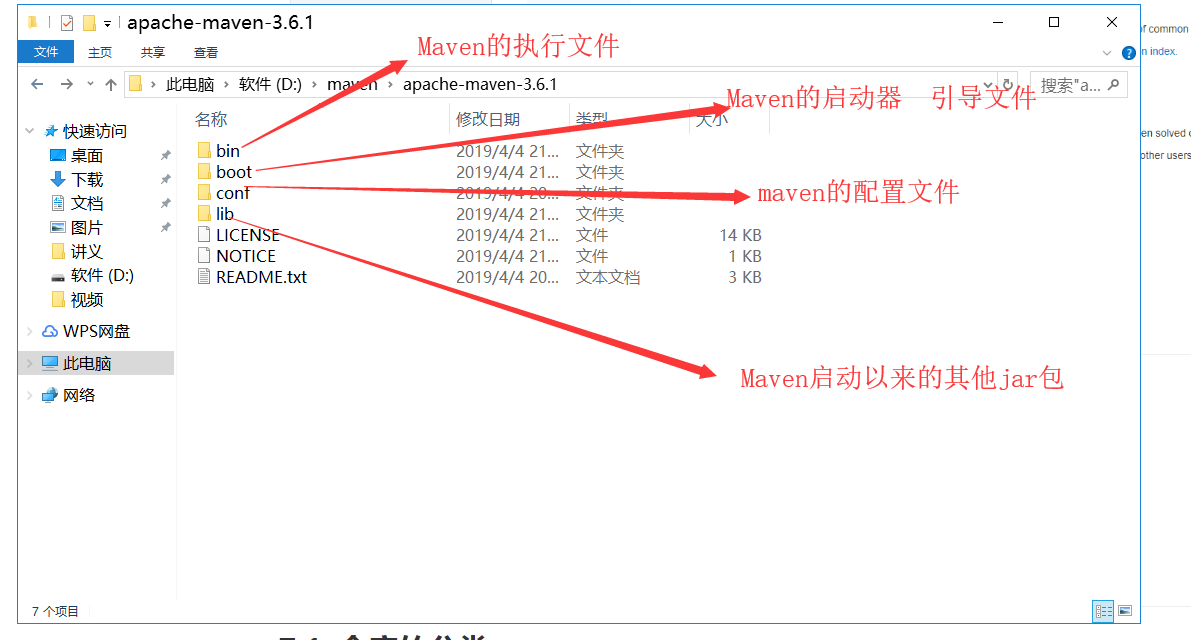 apache-maven-3.6.1
文件 主页 共享 查看
Maven的执行文件
此电脑 › 软件 (D:) › maven › apache-maven-3.6.1
搜索"a...
Maven的启动器 引导文件
名称 修改日期 类型 大小
快速访问
桌面
下载
文档
图片
讲义
软件 (D:)
视频
WPS网盘
此电脑
网络
bin 2019/4/4 21... 文件夹
boot 2019/4/4 21... 文件夹
conf 2019/4/4 20... 文件夹
lib 2019/4/4 21... 文件夹
LICENSE 2019/4/4 21... 文件 14 KB
NOTICE 2019/4/4 21... 文件 1 KB
README.txt 2019/4/4 20... 文本文档 3 KB
maven的配置文件
Maven启动以来的其他jar包
7 个项目
of common
n index.
en solved
other users